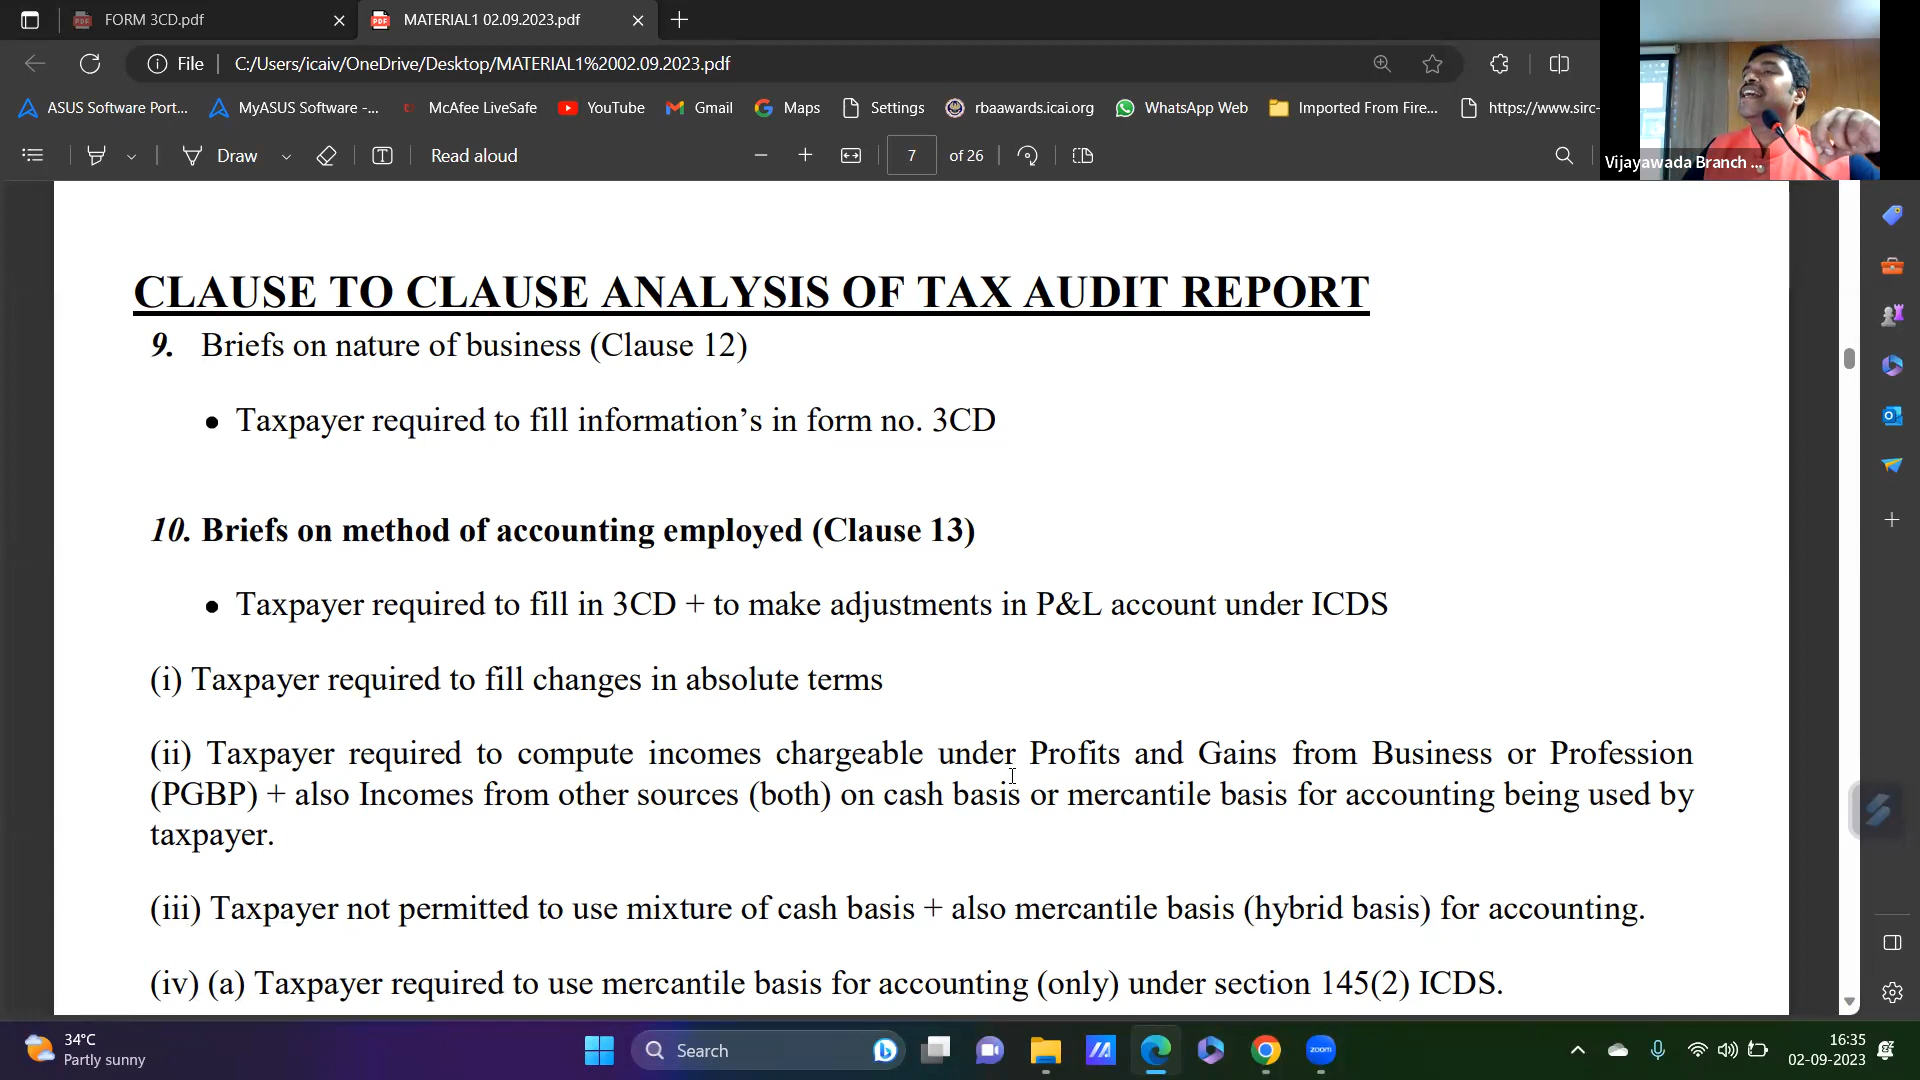 FORM 3CD.pdf
MATERIAL1 02.09.2023.pdf
File
C:/Users/icaiv/OneDrive/Desktop/MATERIAL1%2002.09.2023.pdf
ASUS Software Port...
MyASUS Software -...
McAfee LiveSafe
YouTube
Gmail
Maps
Settings
rbaawards.icai.org
WhatsApp Web
Imported From Fire...
https://www.sirc-
Draw
Read aloud
7
of 26
Vijayawada Branch ...
CLAUSE TO CLAUSE ANALYSIS OF TAX AUDIT REPORT
9. Briefs on nature of business (Clause 12)
• Taxpayer required to fill information’s in form no. 3CD
10. Briefs on method of accounting employed (Clause 13)
• Taxpayer required to fill in 3CD + to make adjustments in P&L account under ICDS
(i) Taxpayer required to fill changes in absolute terms
(ii) Taxpayer required to compute incomes chargeable under Profits and Gains from Business or Profession
(PGBP) + also Incomes from other sources (both) on cash basis or mercantile basis for accounting being used by
taxpayer.
(iii) Taxpayer not permitted to use mixture of cash basis + also mercantile basis (hybrid basis) for accounting.
(iv) (a) Taxpayer required to use mercantile basis for accounting (only) under section 145(2) ICDS.
34°C
Partly sunny
Search
zoom
16:35
02-09-2023